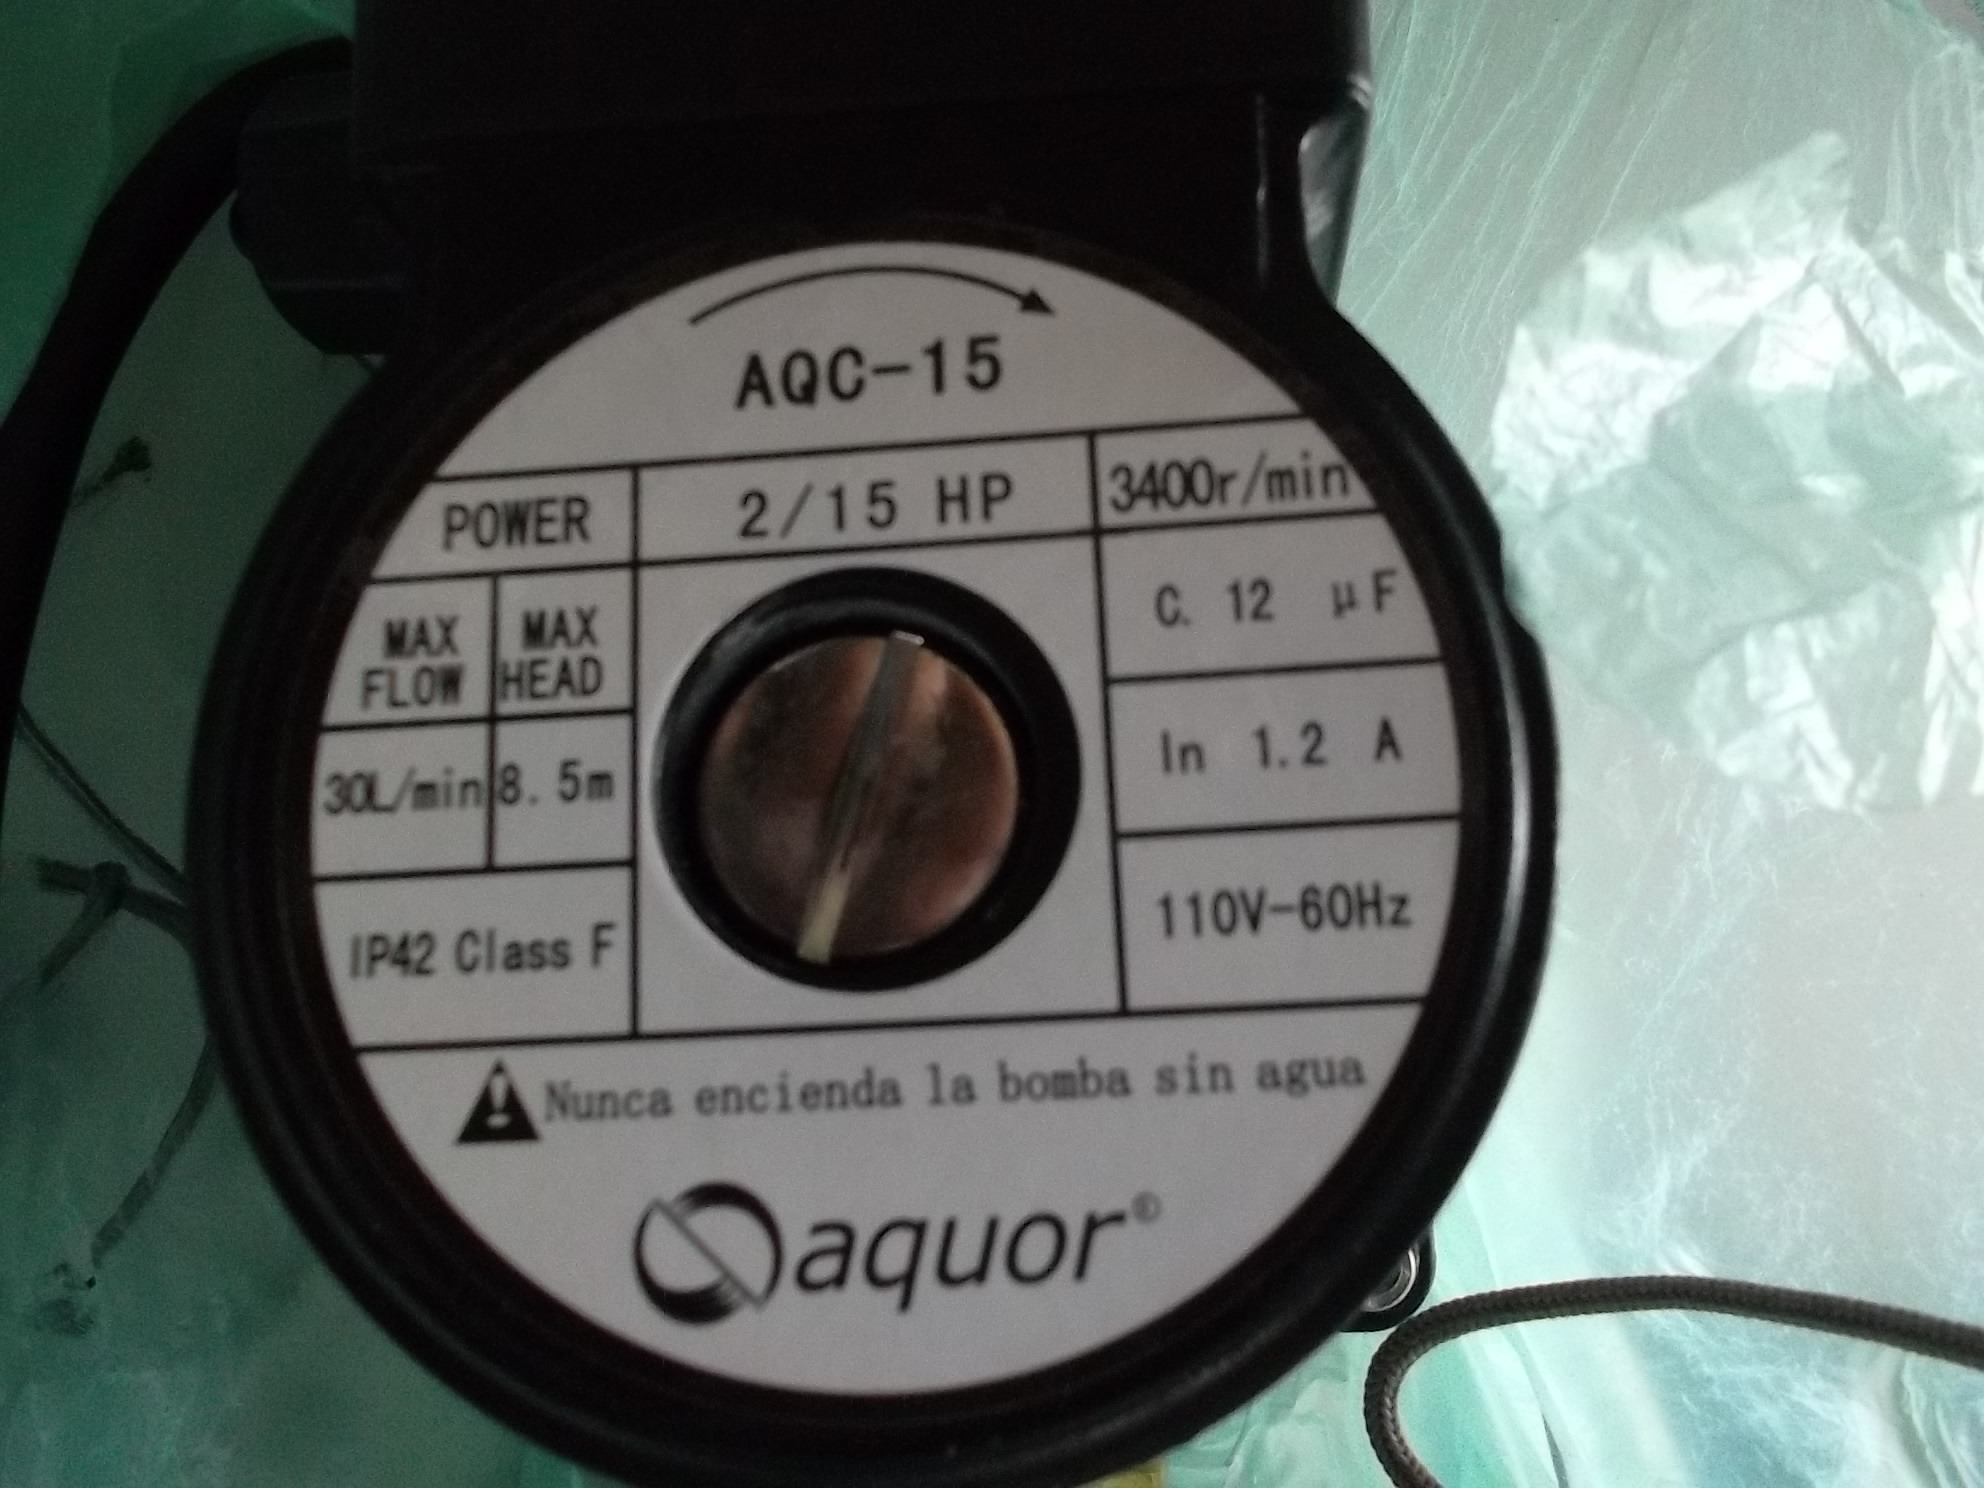 AQC-15
POWER 2/15 HP 3400r/min
MAX FLOW
MAX HEAD
C. 12 μF
30L/min 8.5m
In 1.2 A
IP42 Class F
110V-60Hz
Nunca encienda la bomba sin agua
aquor©